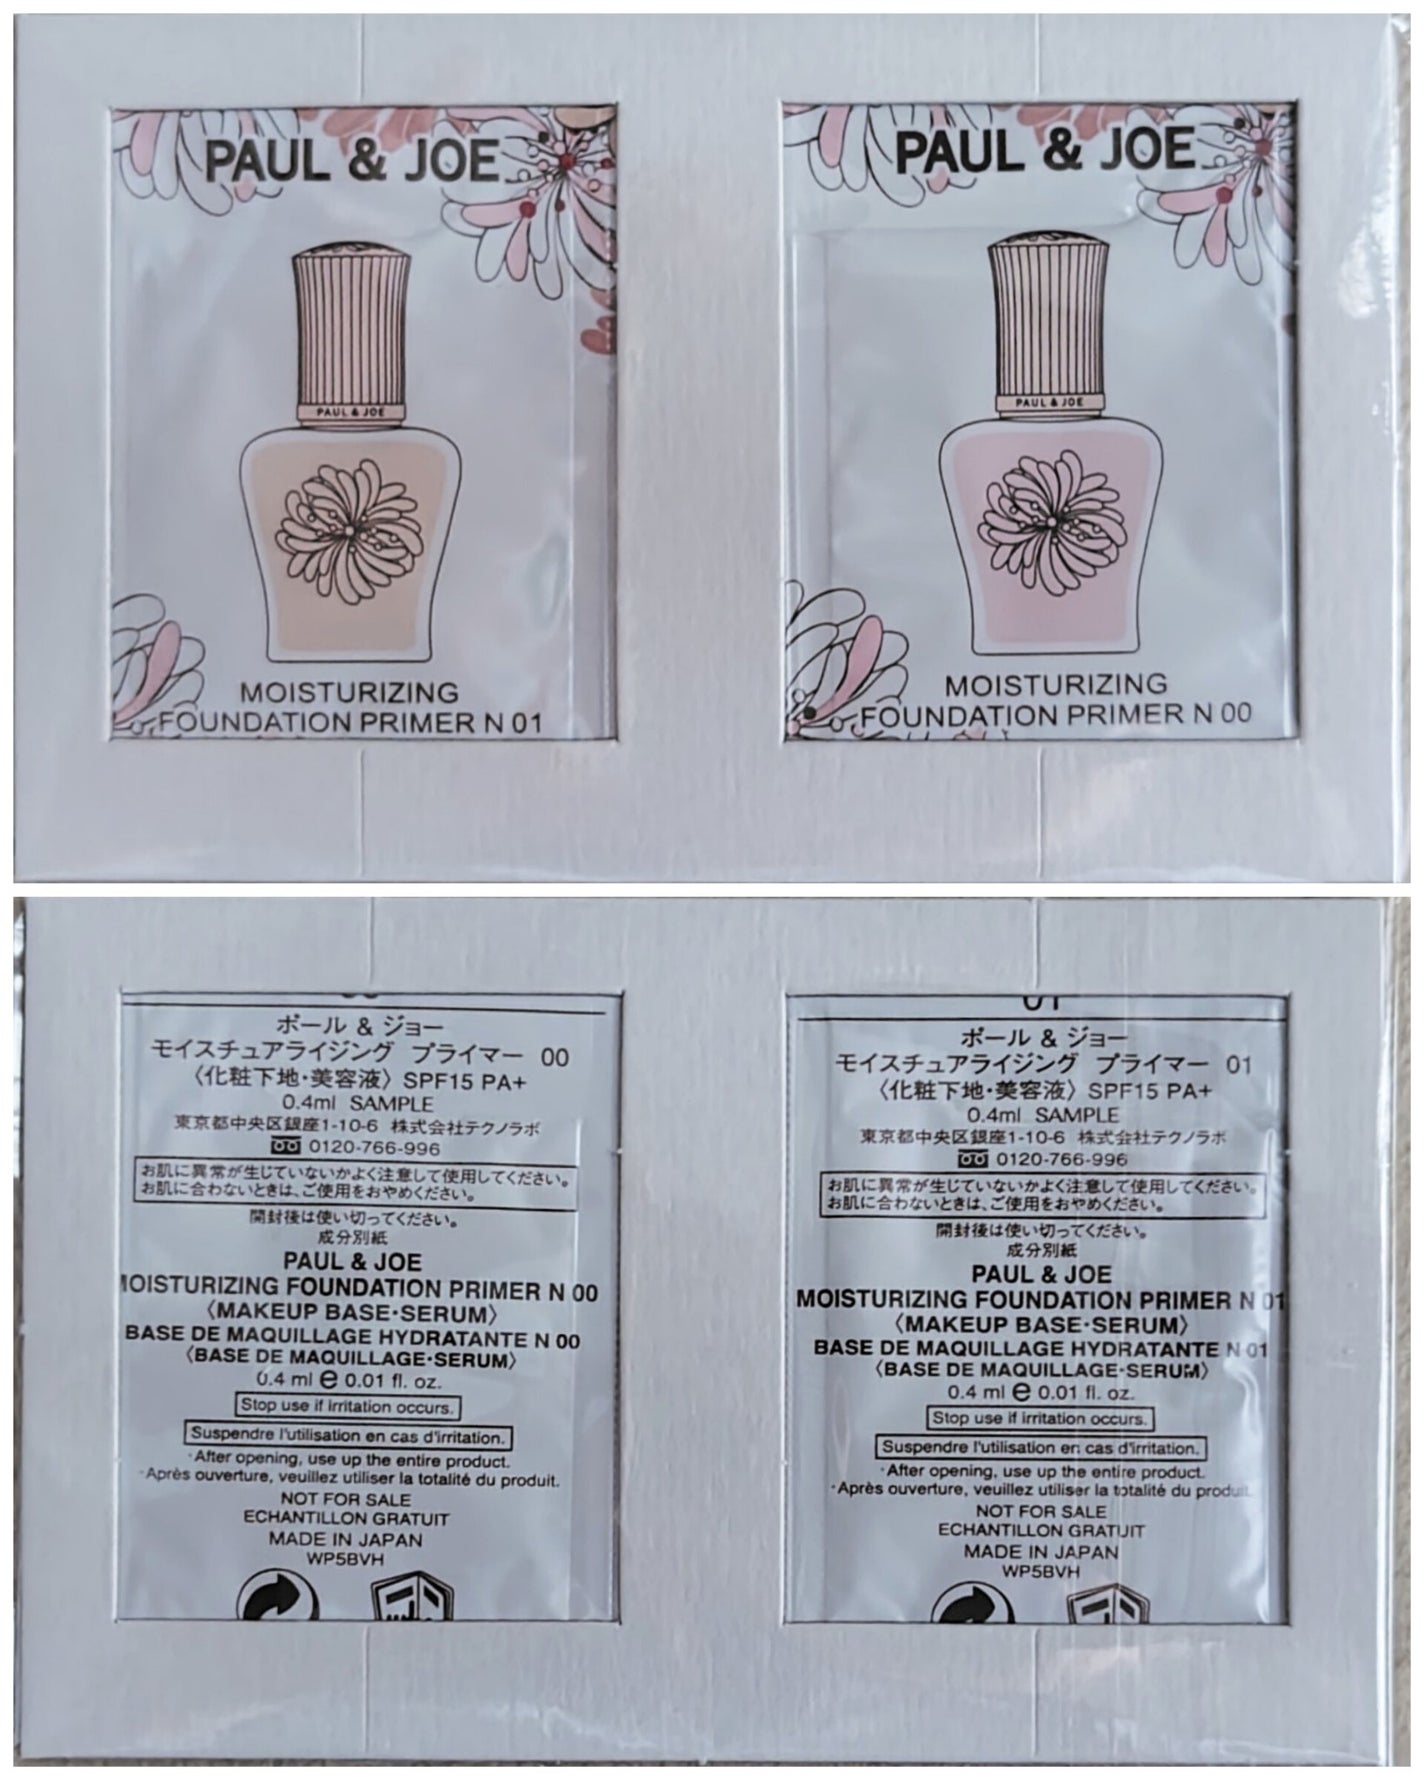 PAUL & JOE
PAUL & JOE
MOISTURIZING
FOUNDATION PRIMER N 01
PAUL & JOE
PAUL & JOE
MOISTURIZING
FOUNDATION PRIMER N 00
ポール & ジョー
モイスチュアライジング プライマー 00
〈化粧下地・美容液〉SPF15 PA+
0.4ml SAMPLE
東京都中央区銀座1-10-6 株式会社テクノラボ
0120-766-996
お肌に異常が生じていないかよく注意して使用してください。
お肌に合わないときは、ご使用をおやめください。
開封後は使い切ってください。
成分別紙
PAUL & JOE
MOISTURIZING FOUNDATION PRIMER N 00
〈MAKEUP BASE・SERUM〉
BASE DE MAQUILLAGE HYDRATANTE N 00
〈BASE DE MAQUILLAGE・SERUM〉
0.4 ml e 0.01 fl. oz.
Stop use if irritation occurs.
Suspendre l'utilisation en cas d'irritation.
・After opening, use up the entire product.
・Après ouverture, veuillez utiliser la totalité du produit.
NOT FOR SALE
ECHANTILLON GRATUIT
MADE IN JAPAN
WP5BVH
01
ポール & ジョー
モイスチュアライジング プライマー 01
〈化粧下地・美容液〉SPF15 PA+
0.4ml SAMPLE
東京都中央区銀座1-10-6 株式会社テクノラボ
0120-766-996
お肌に異常が生じていないかよく注意して使用してください。
お肌に合わないときは、ご使用をおやめください。
開封後は使い切ってください。
成分別紙
PAUL & JOE
MOISTURIZING FOUNDATION PRIMER N 01
〈MAKEUP BASE・SERUM〉
BASE DE MAQUILLAGE HYDRATANTE N 01
〈BASE DE MAQUILLAGE・SERUM〉
0.4 ml e 0.01 fl. oz.
Stop use if irritation occurs.
Suspendre l'utilisation en cas d'irritation.
・After opening, use up the entire product.
・Après ouverture, veuillez utiliser la totalité du produit.
NOT FOR SALE
ECHANTILLON GRATUIT
MADE IN JAPAN
WP5BVH